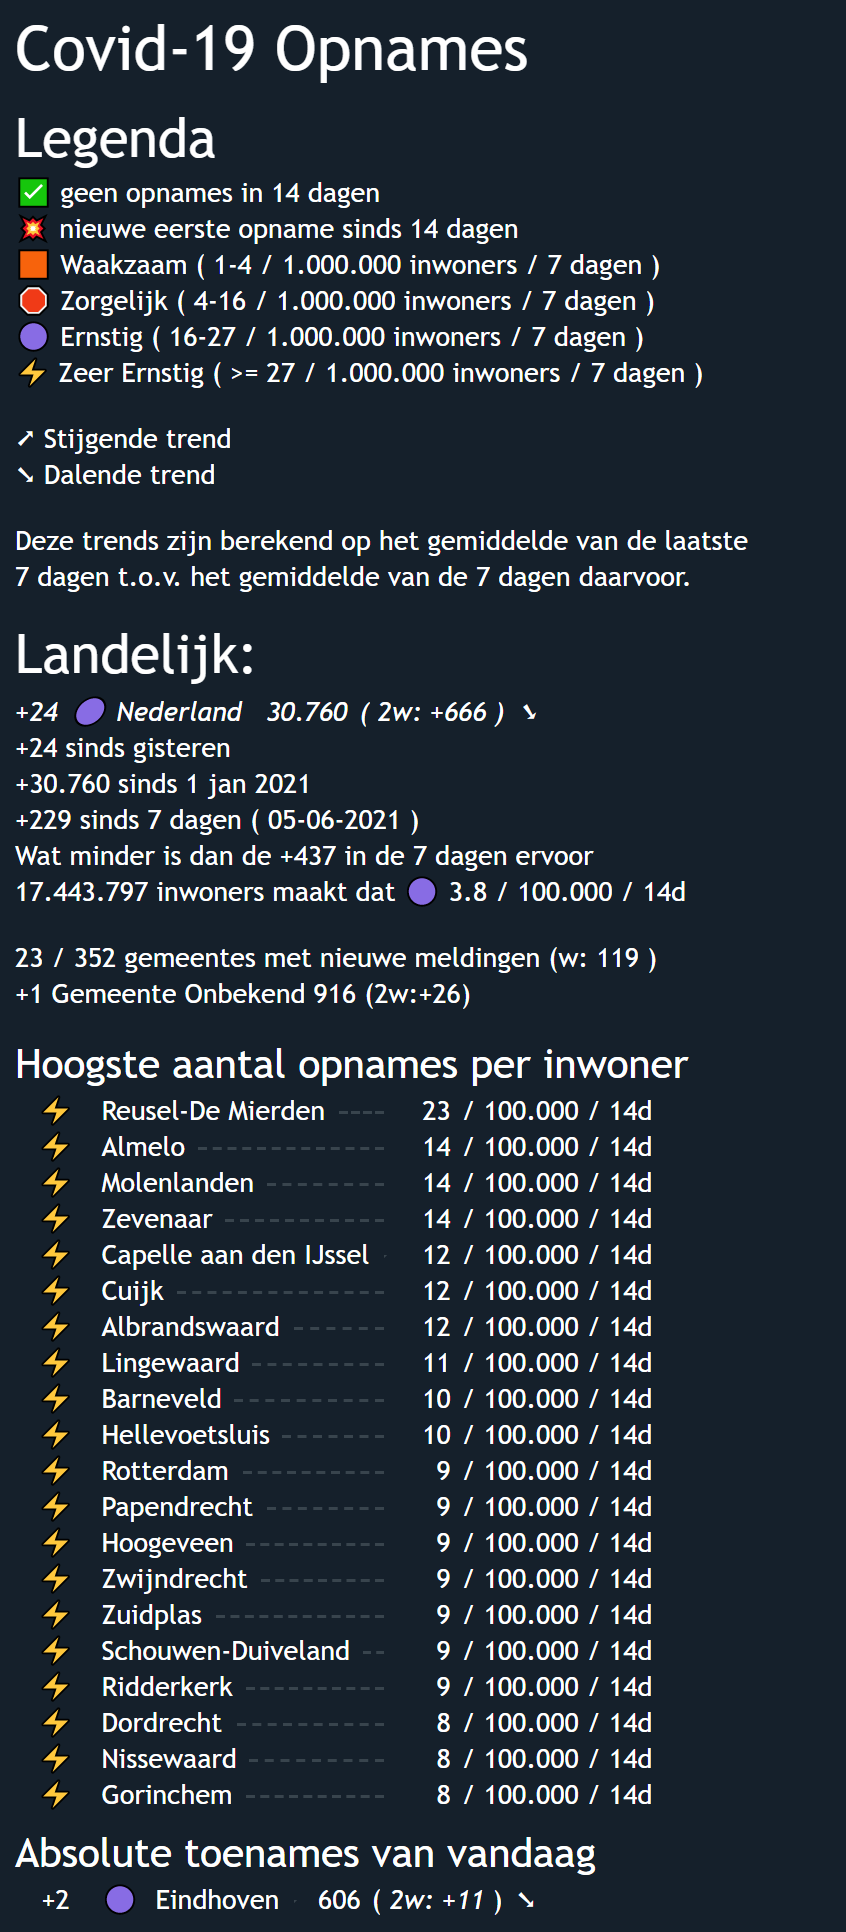 Covid-19 Opnames
Legenda
✅ geen opnames in 14 dagen
💥 nieuwe eerste opname sinds 14 dagen
🟧 Waakzaam ( 1-4 / 1.000.000 inwoners / 7 dagen )
🛑 Zorgelijk ( 4-16 / 1.000.000 inwoners / 7 dagen )
🟣 Ernstig ( 16-27 / 1.000.000 inwoners / 7 dagen )
⚡ Zeer Ernstig ( >= 27 / 1.000.000 inwoners / 7 dagen )
➚ Stijgende trend
➘ Dalende trend
Deze trends zijn berekend op het gemiddelde van de laatste
7 dagen t.o.v. het gemiddelde van de 7 dagen daarvoor.
Landelijk:
+24 🟣 Nederland 30.760 ( 2w: +666 ) ➘
+24 sinds gisteren
+30.760 sinds 1 jan 2021
+229 sinds 7 dagen ( 05-06-2021 )
Wat minder is dan de +437 in de 7 dagen ervoor
17.443.797 inwoners maakt dat 🟣 3.8 / 100.000 / 14d
23 / 352 gemeentes met nieuwe meldingen (w: 119 )
+1 Gemeente Onbekend 916 (2w:+26)
Hoogste aantal opnames per inwoner
⚡ Reusel-De Mierden ---- 23 / 100.000 / 14d
⚡ Almelo ------------- 14 / 100.000 / 14d
⚡ Molenlanden -------- 14 / 100.000 / 14d
⚡ Zevenaar ----------- 14 / 100.000 / 14d
⚡ Capelle aan den IJssel - 12 / 100.000 / 14d
⚡ Cuijk -------------- 12 / 100.000 / 14d
⚡ Albrandswaard ------ 12 / 100.000 / 14d
⚡ Lingewaard --------- 11 / 100.000 / 14d
⚡ Barneveld ---------- 10 / 100.000 / 14d
⚡ Hellevoetsluis ------- 10 / 100.000 / 14d
⚡ Rotterdam ---------- 9 / 100.000 / 14d
⚡ Papendrecht -------- 9 / 100.000 / 14d
⚡ Hoogeveen ---------- 9 / 100.000 / 14d
⚡ Zwijndrecht --------- 9 / 100.000 / 14d
⚡ Zuidplas ------------ 9 / 100.000 / 14d
⚡ Schouwen-Duiveland -- 9 / 100.000 / 14d
⚡ Ridderkerk ---------- 9 / 100.000 / 14d
⚡ Dordrecht ---------- 8 / 100.000 / 14d
⚡ Nissewaard ---------- 8 / 100.000 / 14d
⚡ Gorinchem ---------- 8 / 100.000 / 14d
Absolute toenames van vandaag
+2 🟣 Eindhoven - 606 ( 2w: +11 ) ➘